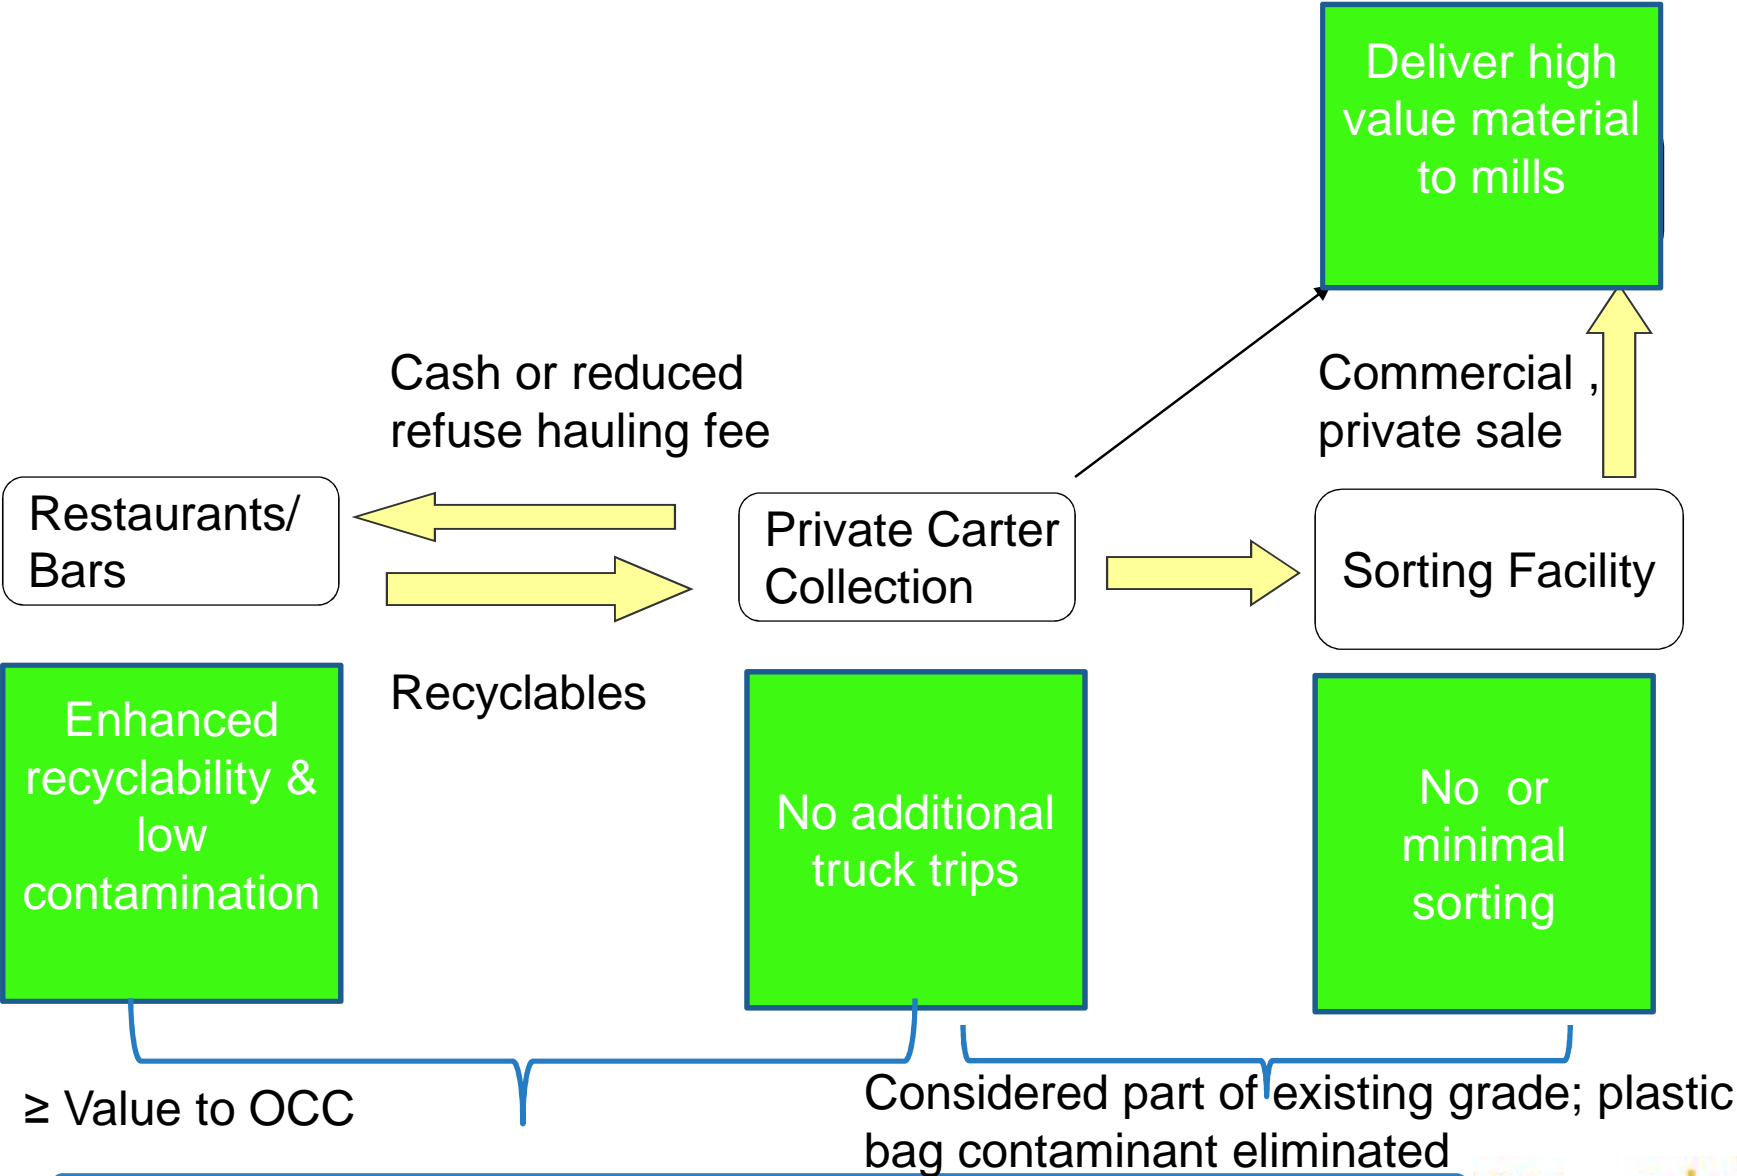 Deliver high
value material
to mills
Cash or reduced
refuse hauling fee
Commercial ,
private sale
Restaurants/
Bars
Private Carter
Collection
Sorting Facility
Recyclables
Enhanced
recyclability &
low
contamination
No additional
truck trips
No or
minimal
sorting
≥ Value to OCC
Considered part of existing grade; plastic
bag contaminant eliminated